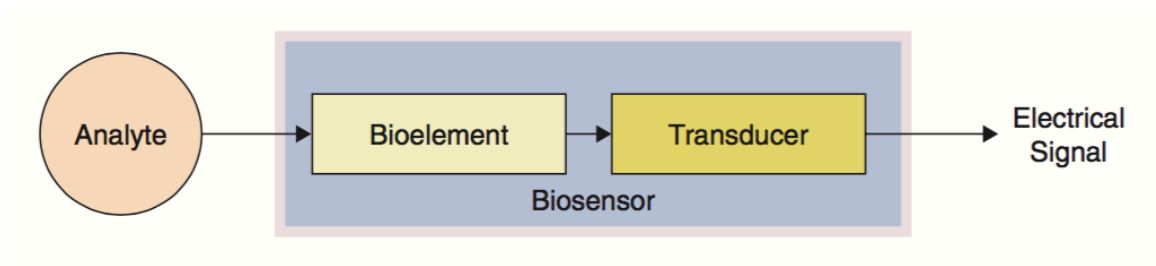 Analyte
Bioelement
Transducer
Biosensor
Electrical
Signal